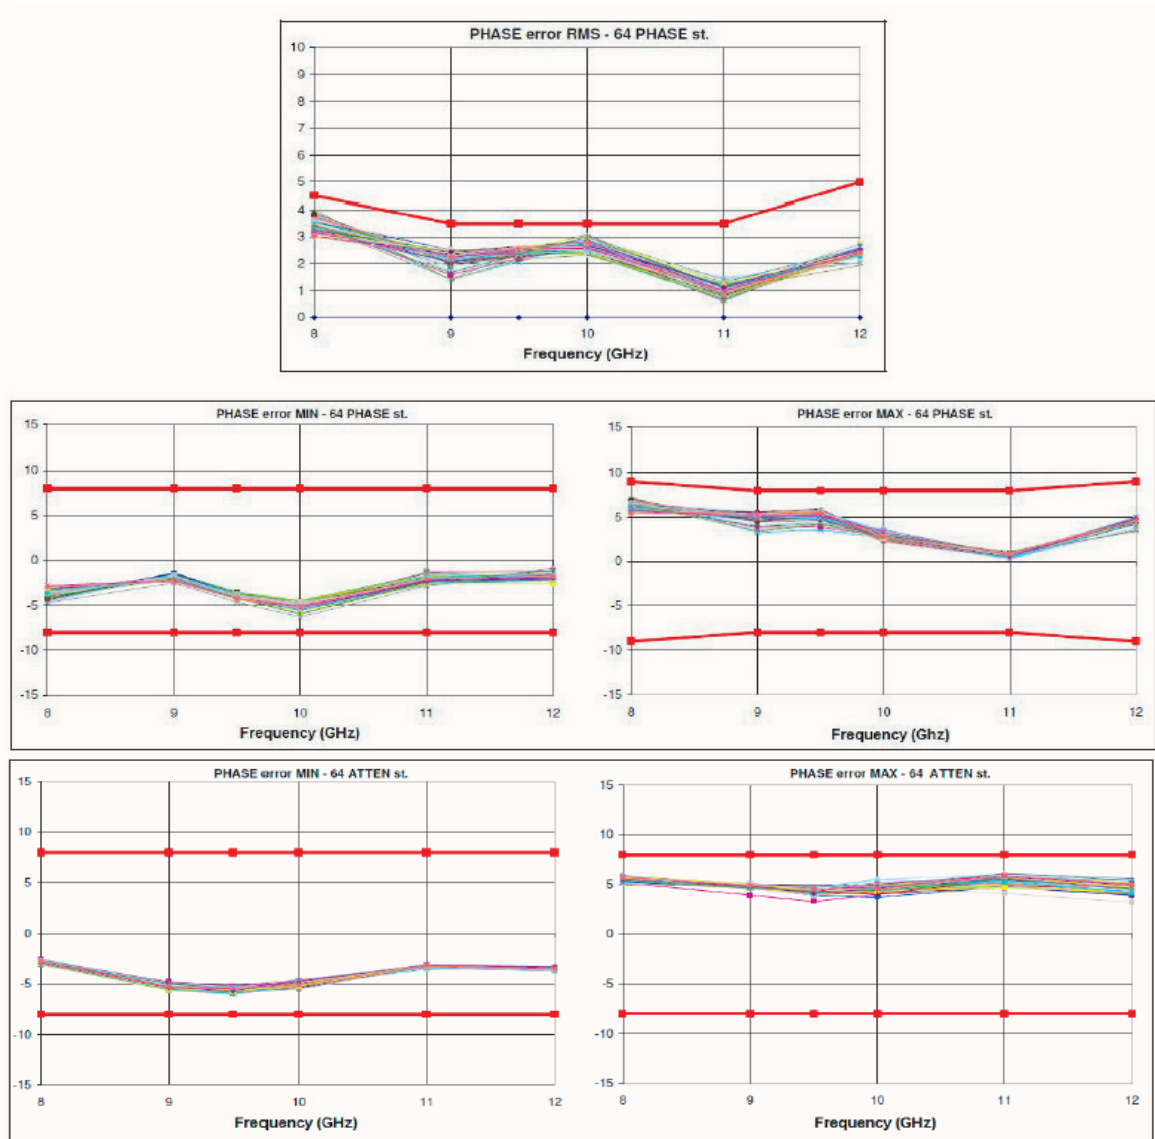 PHASE error RMS - 64 PHASE st.
10
9
8
7
6
5
4
3
2
1
0
8 9 10 11 12
Frequency (GHz)
PHASE error MIN - 64 PHASE st.
15
10
5
0
-5
-10
-15
8 9 10 11 12
Frequency (GHz)
PHASE error MAX - 64 PHASE st.
15
10
5
0
-5
-10
-15
8 9 10 11 12
Frequency (GHz)
PHASE error MIN - 64 ATTEN st.
15
10
5
0
-5
-10
-15
8 9 10 11 12
Frequency (GHz)
PHASE error MAX - 64 ATTEN st.
15
10
5
0
-5
-10
-15
8 9 10 11 12
Frequency (GHz)